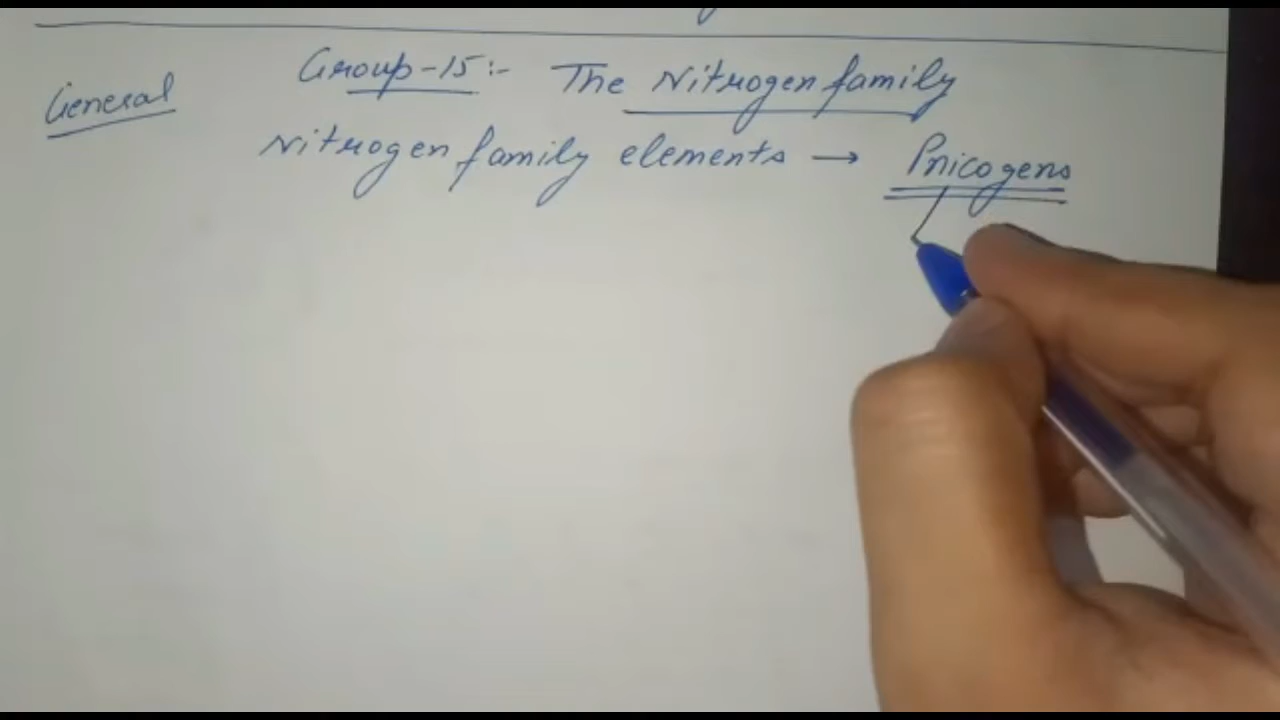 Group-15:-  The Nitrogen family
General
Nitrogen family elements → Pnicogens